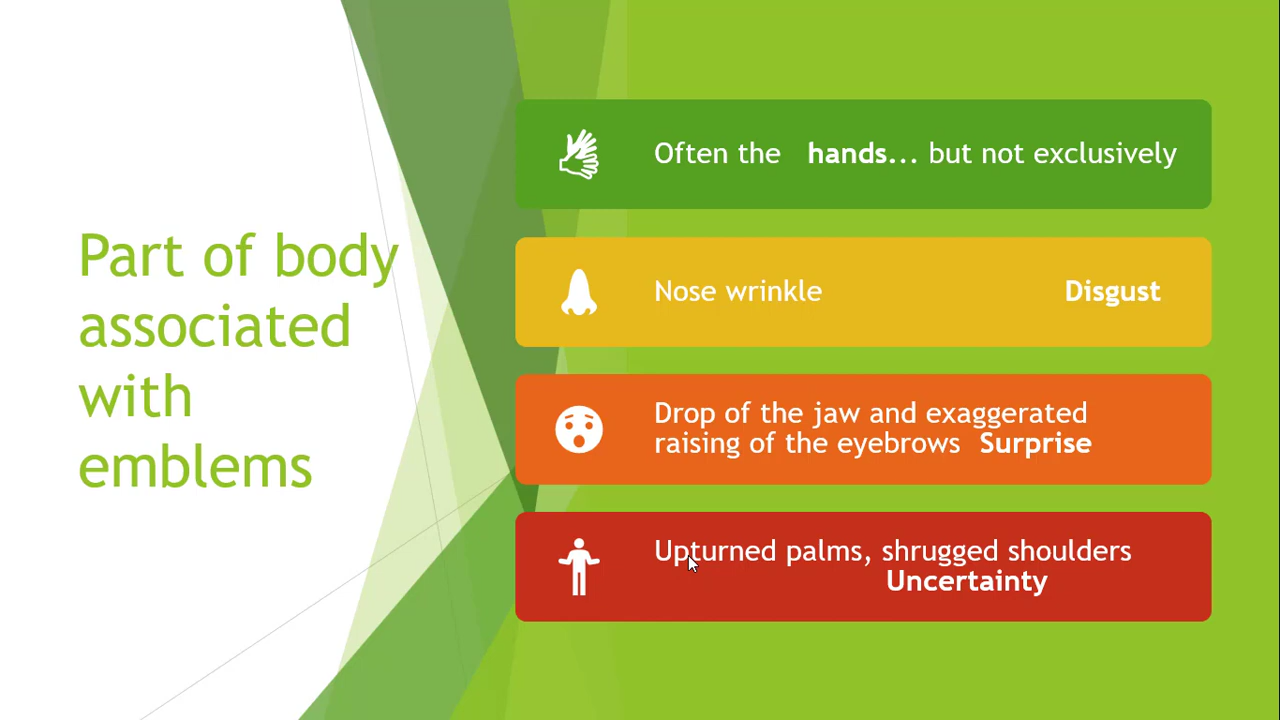 Part of body
associated
with
emblems
Often the hands... but not exclusively
Nose wrinkle Disgust
Drop of the jaw and exaggerated
raising of the eyebrows Surprise
Upturned palms, shrugged shoulders
Uncertainty